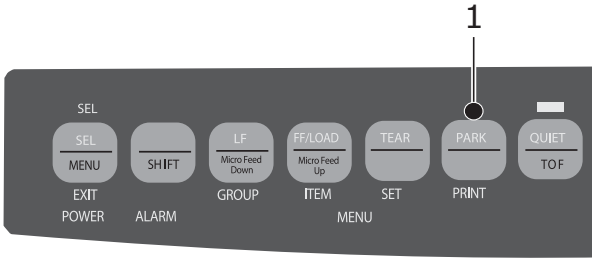 1
SEL
SEL LF FF/LOAD TEAR PARK QUIET
MENU SHIFT Micro Feed Down Micro Feed Up TOF
EXIT GROUP ITEM SET PRINT
POWER ALARM MENU